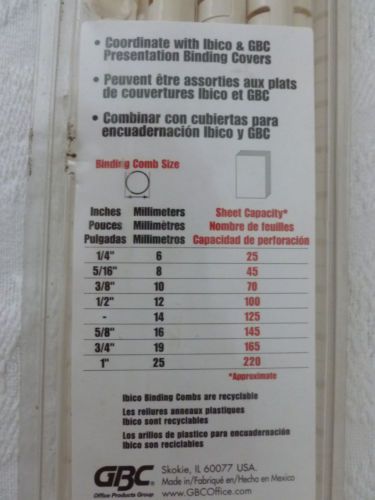 • Coordinate with Ibico & GBC
Presentation Binding Covers
• Peuvent être assorties aux plats
de couvertures Ibico et GBC
• Combinar con cubiertas para
encuadernación Ibico y GBC
Binding Comb Size
Inches Millimeters Sheet Capacity*
Pouces Millimètres Nombre de feuilles
Pulgadas Millimetros Capacidad de perforación
1/4" 6 25
5/16" 8 45
3/8" 10 70
1/2" 12 100
- 14 125
5/8" 16 145
3/4" 19 165
1" 25 220
*Approximate
Ibico Binding Combs are recyclable
Les reliures anneaux plastiques
Ibico sont recyclables
Los arillos de plastico para encuadernación
Ibico son reciclables
GBC
Office Products Group
Skokie, IL 60077 USA.
Made in/Fabriqué en/Hecho en Mexico
www.GBCOffice.com